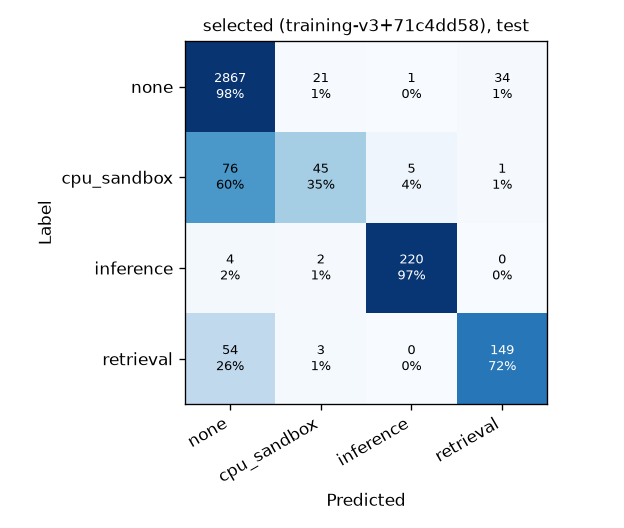 selected (training-v3+71c4dd58), test
none
2867 21 1 34
98% 1% 0% 1%
cpu_sandbox
76 45 5 1
60% 35% 4% 1%
Label
inference
4 2 220 0
2% 1% 97% 0%
retrieval
54 3 0 149
26% 1% 0% 72%
none
cpu_sandbox
inference
retrieval
Predicted